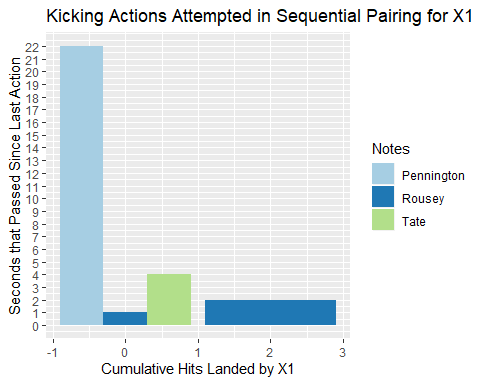 Kicking Actions Attempted in Sequential Pairing for X1
Seconds that Passed Since Last Action
22
21
20
19
18
17
16
15
14
13
12
11
10
9
8
7
6
5
4
3
2
1
0
-1 0 1 2 3
Cumulative Hits Landed by X1
Notes
Pennington
Rousey
Tate